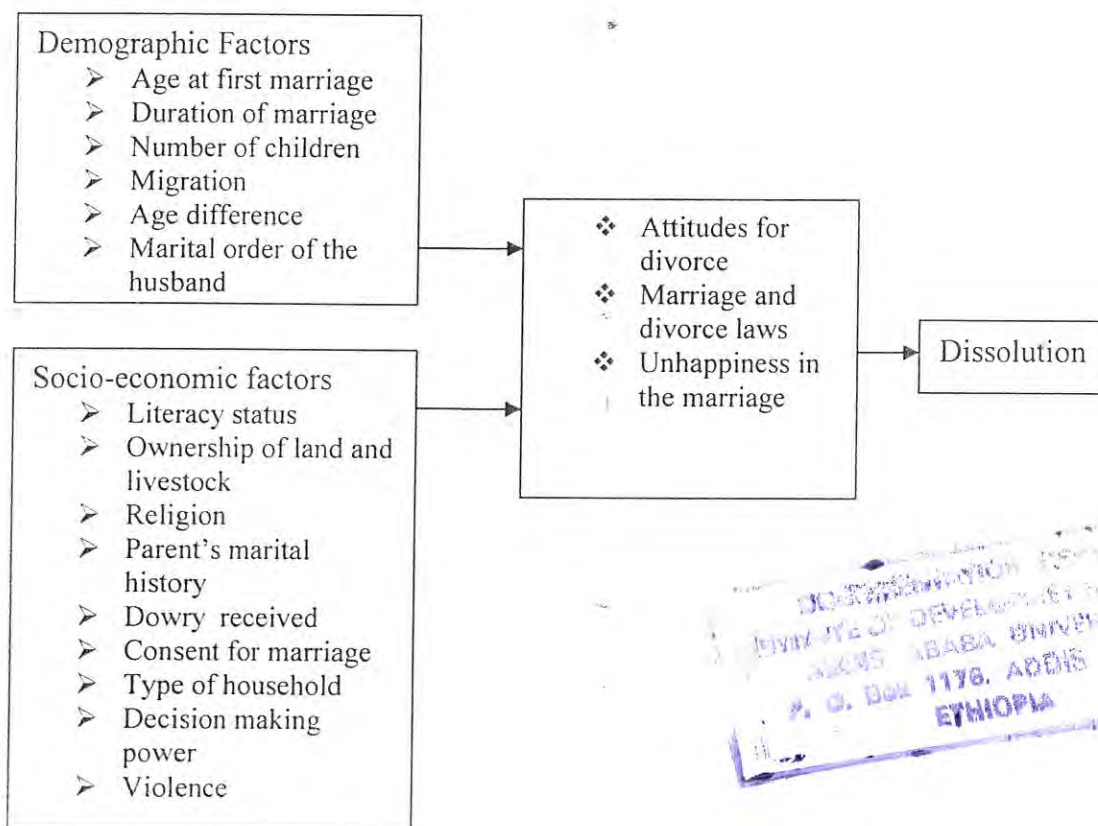 Demographic Factors
➢ Age at first marriage
➢ Duration of marriage
➢ Number of children
➢ Migration
➢ Age difference
➢ Marital order of the
husband
Socio-economic factors
➢ Literacy status
➢ Ownership of land and
livestock
➢ Religion
➢ Parent's marital
history
➢ Dowry received
➢ Consent for marriage
➢ Type of household
➢ Decision making
power
➢ Violence
❖ Attitudes for
divorce
❖ Marriage and
divorce laws
❖ Unhappiness in
the marriage
Dissolution
OF
ABABA
P. O. Box 1176, ADDIS
ETHIOPIA